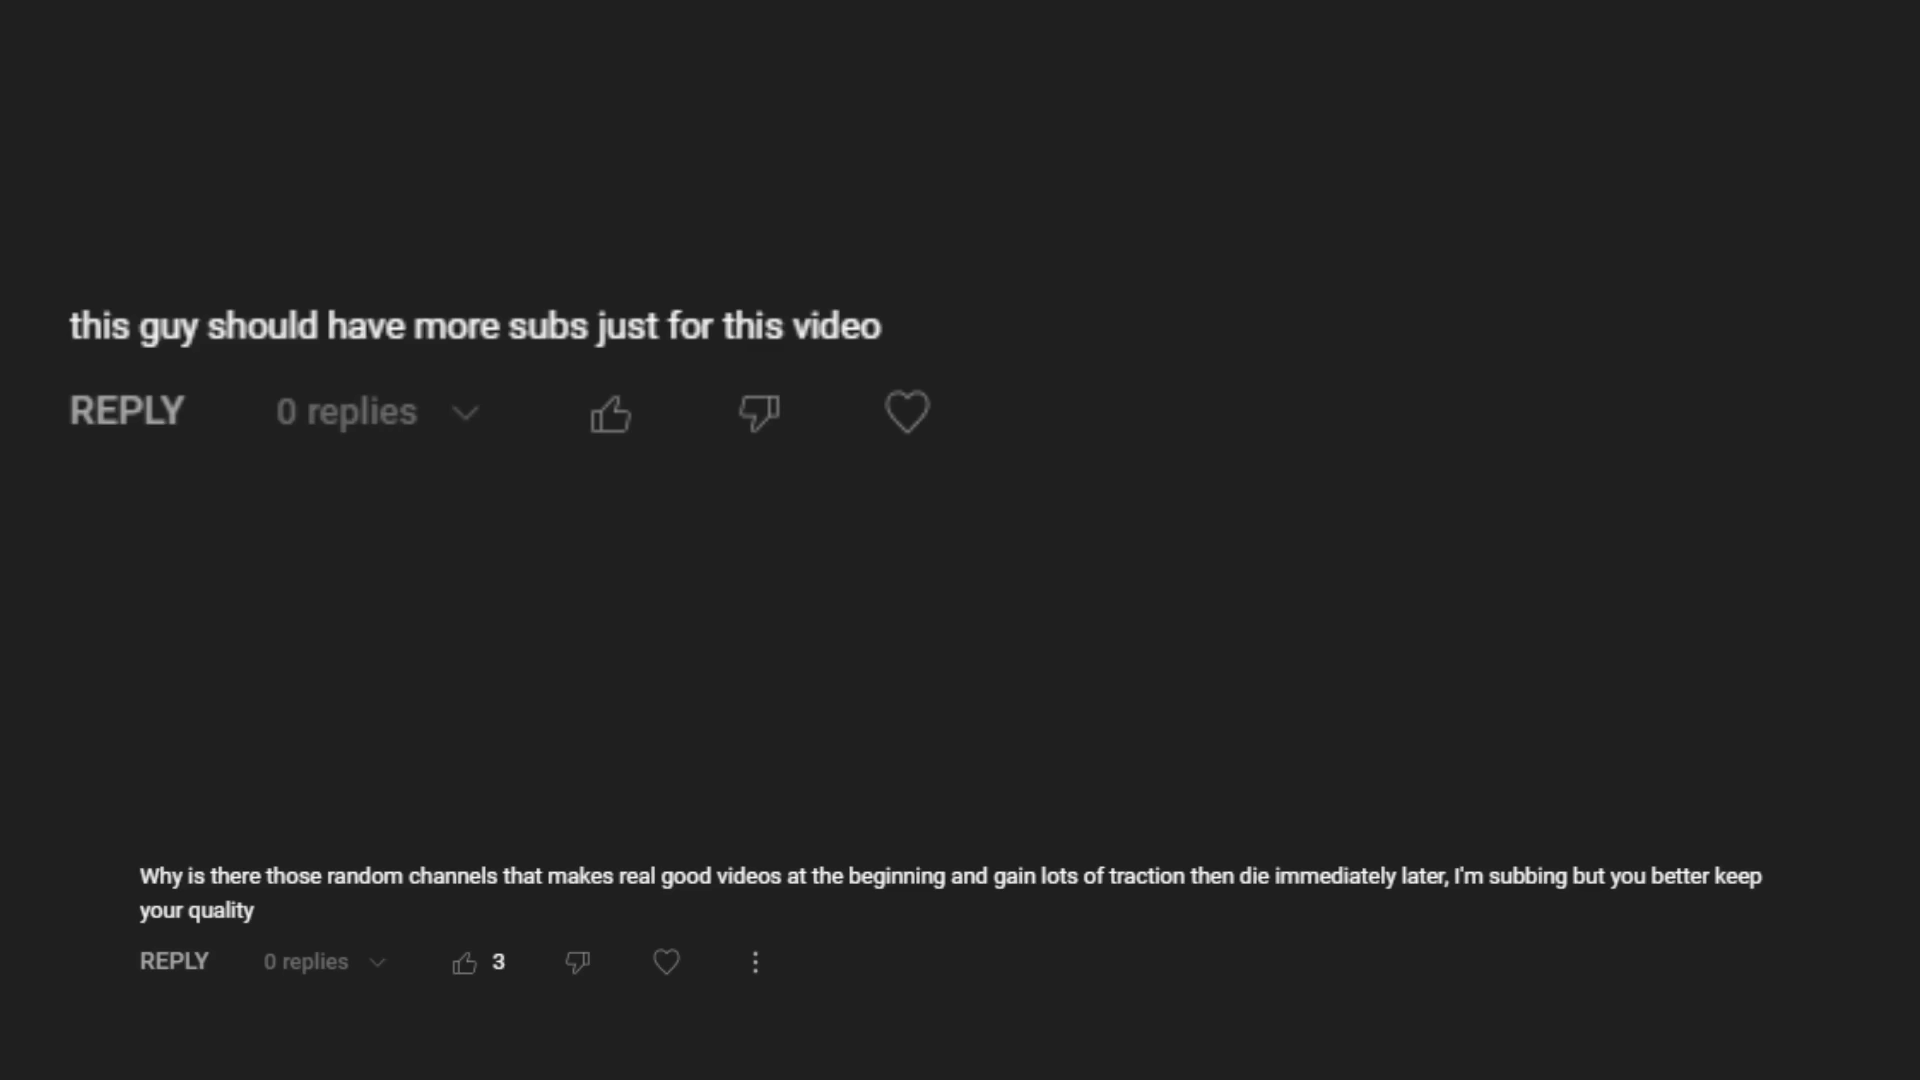 this guy should have more subs just for this video
REPLY 0 replies
Why is there those random channels that makes real good videos at the beginning and gain lots of traction then die immediately later, I'm subbing but you better keep
your quality
REPLY 0 replies 3